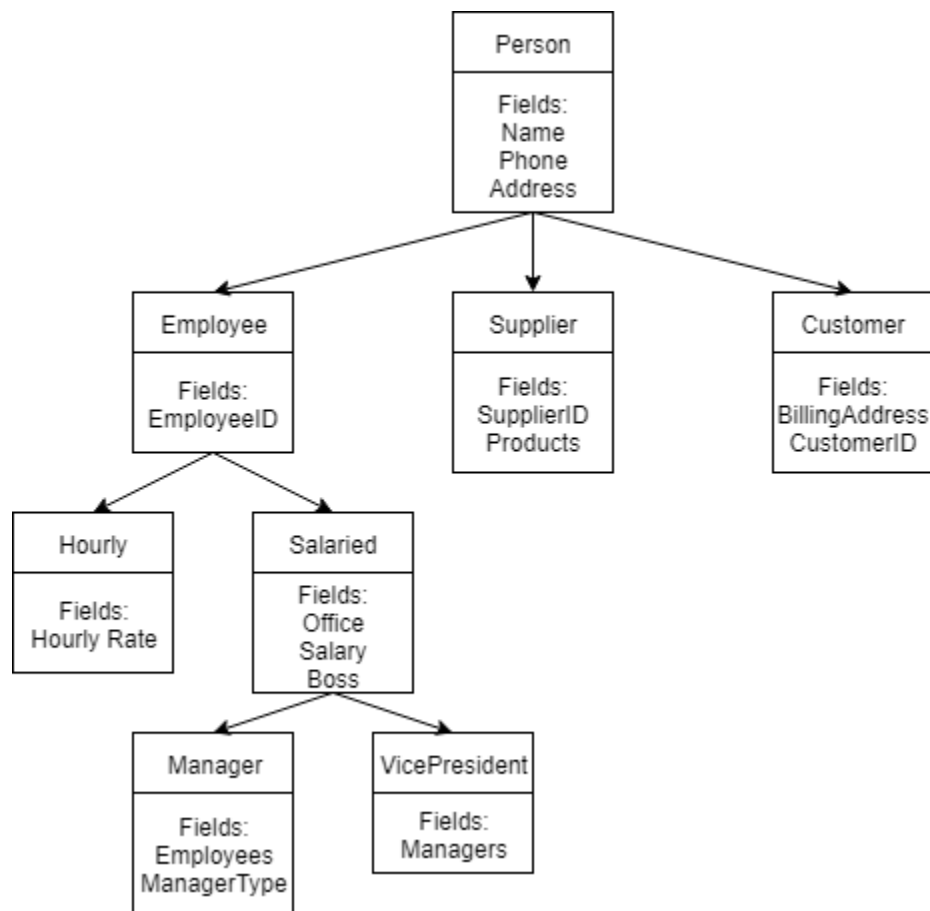 Person
Fields:
Name
Phone
Address
Employee
Fields:
EmployeeID
Supplier
Fields:
SupplierID
Products
Customer
Fields:
BillingAddress
CustomerID
Hourly
Fields:
Hourly Rate
Salaried
Fields:
Office
Salary
Boss
Manager
Fields:
Employees
ManagerType
VicePresident
Fields:
Managers